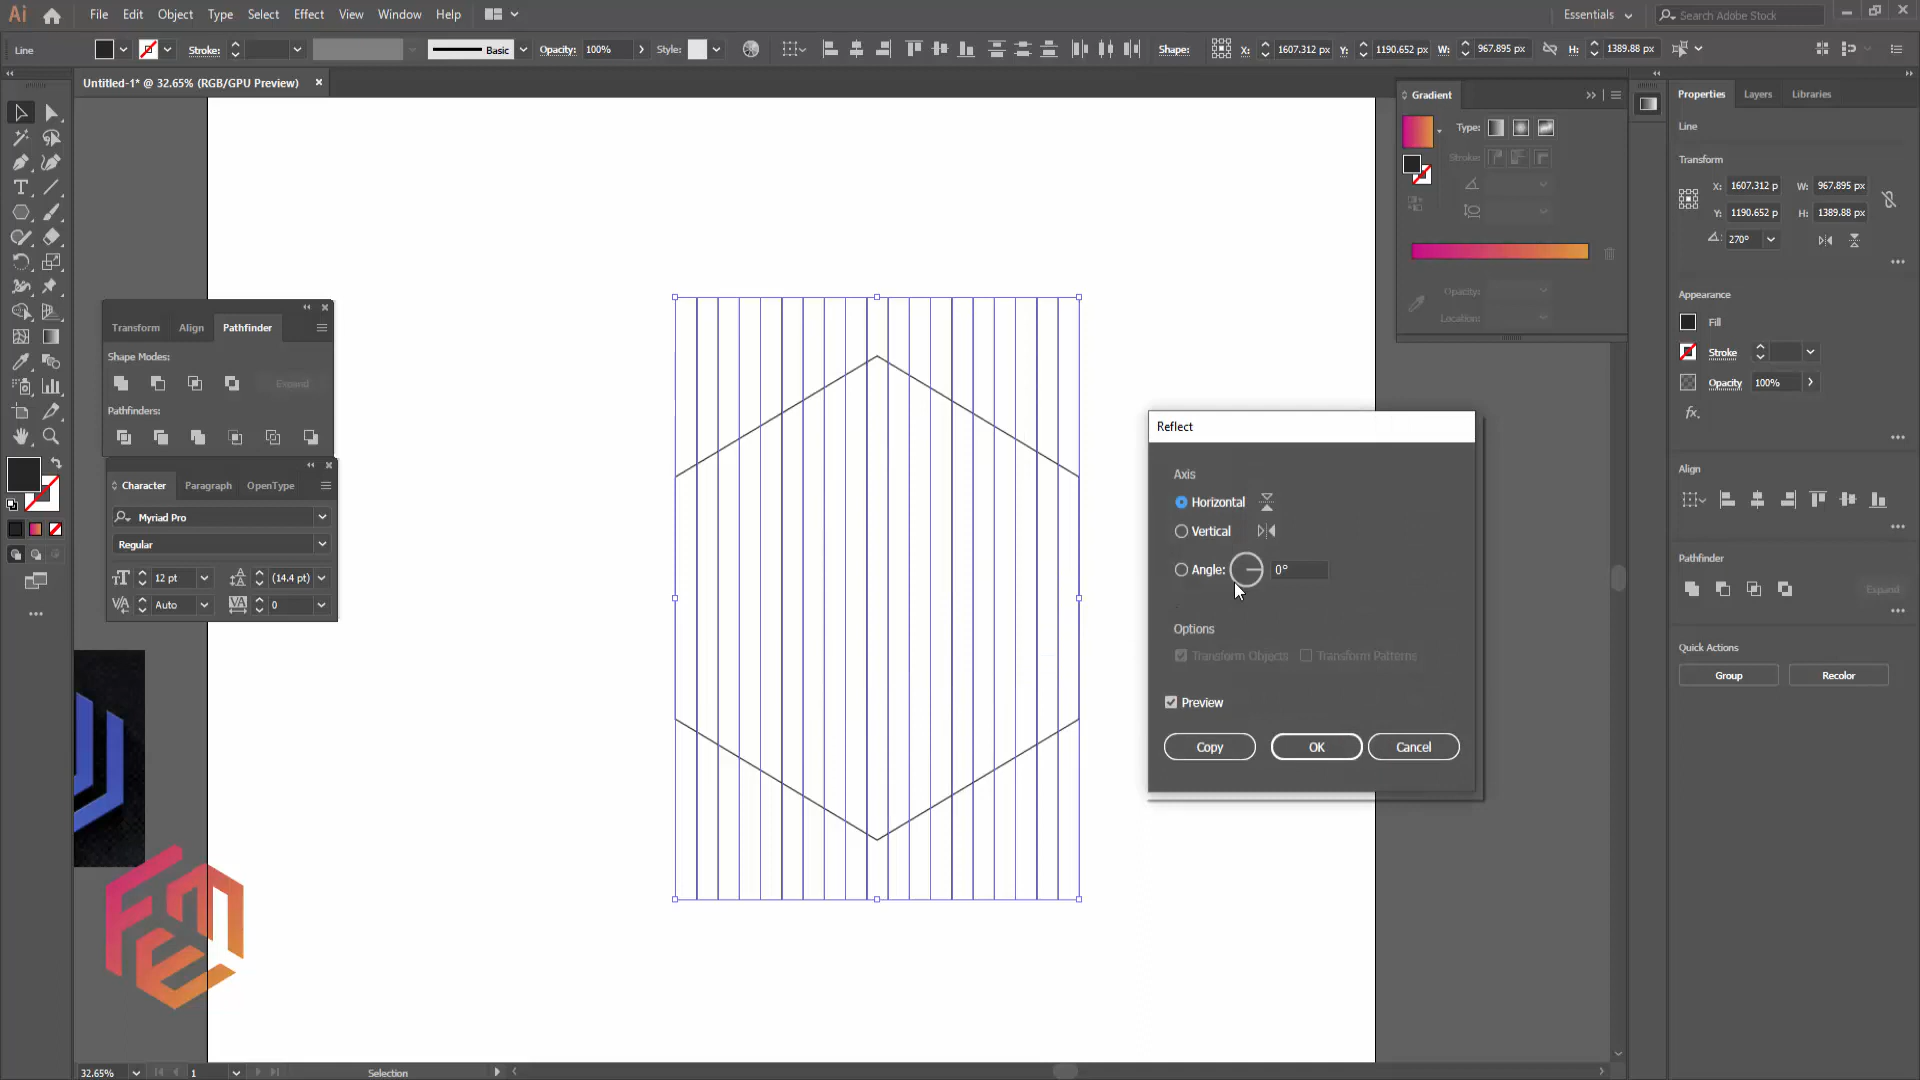 Ai File Edit Object Type Select Effect View Window Help Essentials Search Adobe Stock
Line Stroke: Basic Opacity: 100% Style: Shape: X: 1607.312 px Y: 1190.652 px W: 967.895 px H: 1389.88 px
Untitled-1* @ 32.65% (RGB/GPU Preview)
Transform Align Pathfinder
Shape Modes:
Expand
Pathfinders:
Character Paragraph OpenType
Myriad Pro
Regular
12 pt (14.4 pt)
Auto 0
Reflect
Axis
Horizontal
Vertical
Angle: 0°
Options
Transform Objects Transform Patterns
Preview
Copy OK Cancel
Gradient
Type:
Stroke:
Opacity:
Location:
Properties Layers Libraries
Line
Transform
X: 1607.312 p W: 967.895 px
Y: 1190.652 p H: 1389.88 px
270°
Appearance
Fill
Stroke
Opacity 100%
fx.
Align
Pathfinder
Expand
Quick Actions
Group Recolor
32.65% 1 Selection